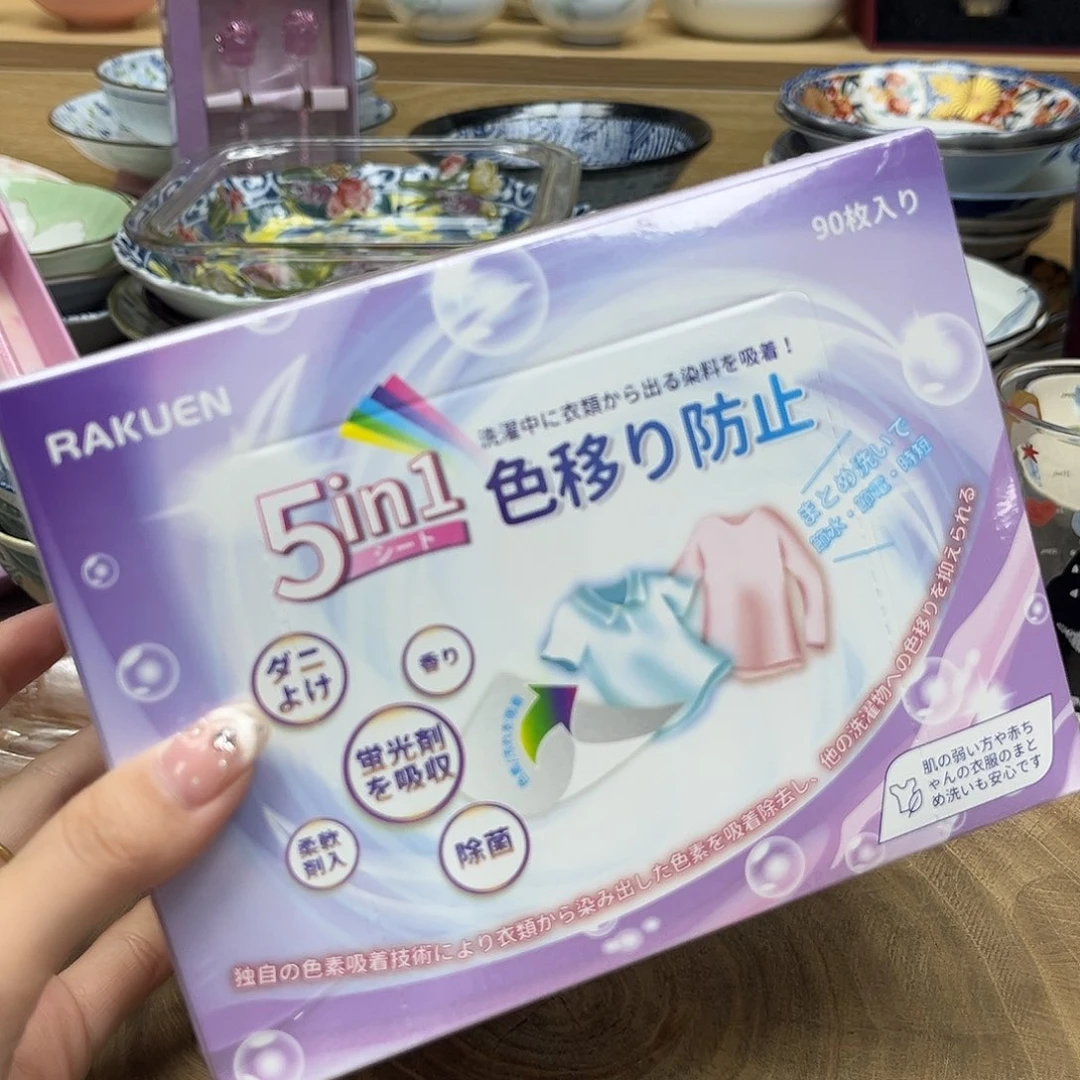 90枚入り
RAKUEN
洗濯中に衣類から出る染料を吸着！
5in1
シート
色移り防止
まとめ洗いで
節水・節電・時短
ダニ
よけ
香り
蛍光剤
を吸収
柔軟
剤入
除菌
独自の色素吸着技術により衣類から染み出した色素を吸着除去し、他の洗濯物への色移りを抑えられる
肌の弱い方や赤ち
ゃんの衣服のまと
め洗いも安心です